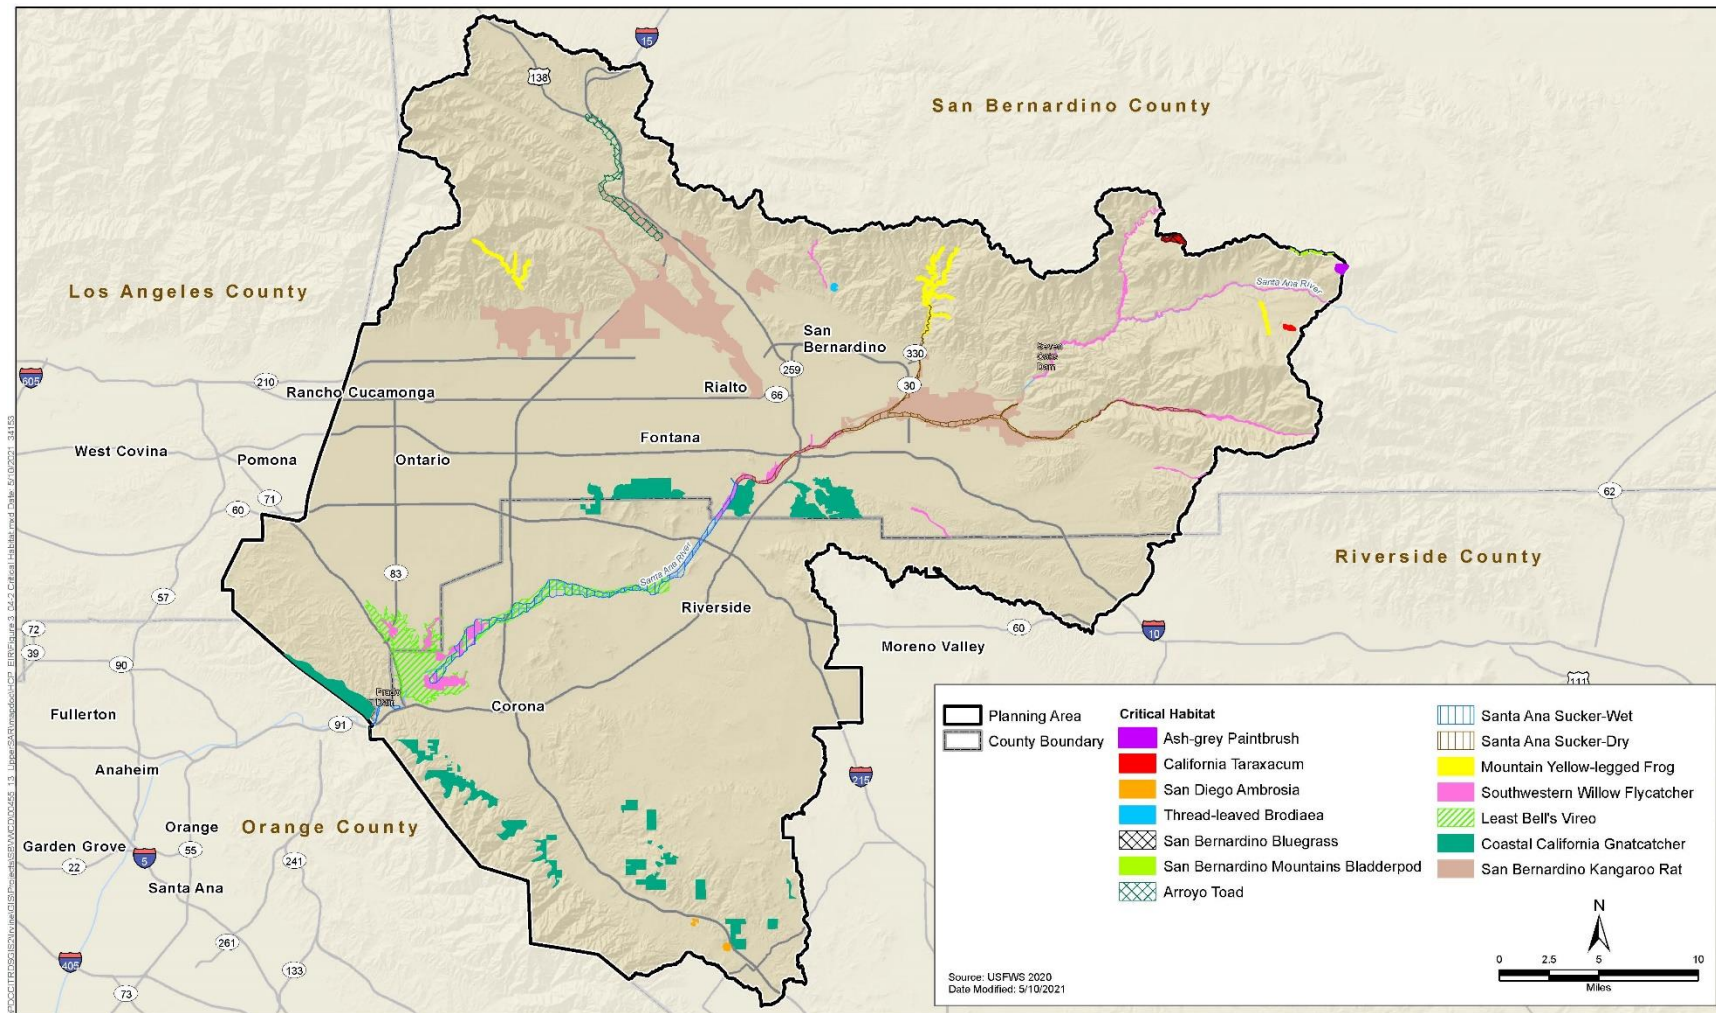 15
138
San Bernardino County
Los Angeles County
Santa Ana River
San
Bernardino
Seven
Oaks
Dam
330
259
30
605
210
Rancho Cucamonga
Rialto
66
Fontana
West Covina
Pomona
Ontario
71
60
62
Riverside County
83
Santa Ana River
57
Riverside
72
60
10
39
Moreno Valley
90
111
Prado
Dam
Corona
Fullerton
91
Anaheim
215
Orange County
Orange
Garden Grove
55
241
22
5
Santa Ana
261
405
133
73
Planning Area
County Boundary
Critical Habitat
Ash-grey Paintbrush
California Taraxacum
San Diego Ambrosia
Thread-leaved Brodiaea
San Bernardino Bluegrass
San Bernardino Mountains Bladderpod
Arroyo Toad
Santa Ana Sucker-Wet
Santa Ana Sucker-Dry
Mountain Yellow-legged Frog
Southwestern Willow Flycatcher
Least Bell's Vireo
Coastal California Gnatcatcher
San Bernardino Kangaroo Rat
N
0 2.5 5 10
Miles
Source: USFWS 2020
Date Modified: 5/10/2021